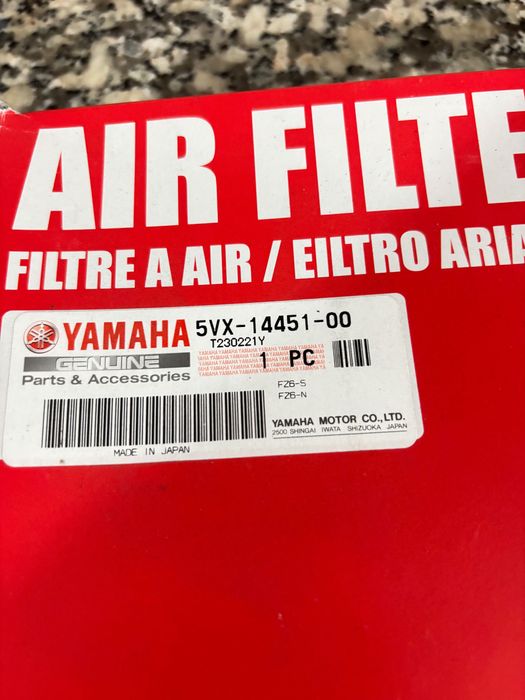 AIR FILTE
FILTRE A AIR / EILTRO ARIA
YAMAHA 5VX-14451-00
T230221Y
GENUINE
1 PC
Parts & Accessories
FZ6-S
FZ6-N
YAMAHA MOTOR CO.,LTD.
2500 SHINGAI IWATA SHIZUOKA JAPAN
MADE IN JAPAN